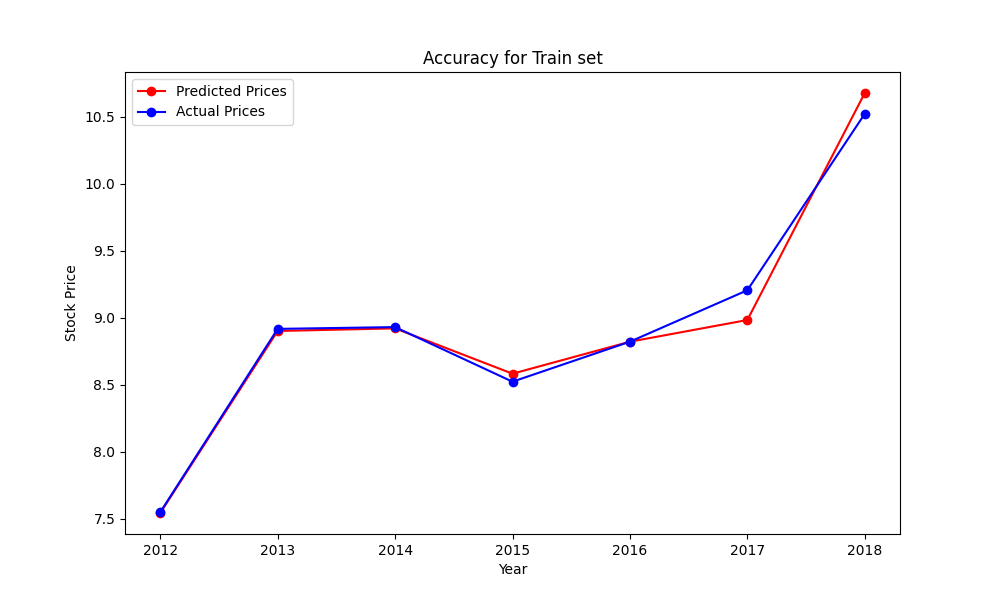 Accuracy for Train set
Predicted Prices
Actual Prices
10.5
10.0
9.5
9.0
8.5
8.0
7.5
Stock Price
2012 2013 2014 2015 2016 2017 2018
Year